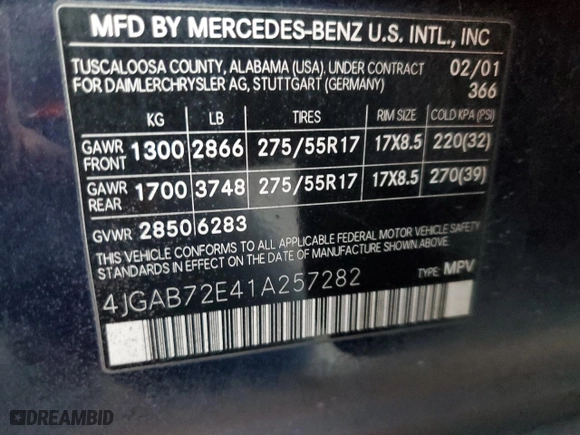 MFD BY MERCEDES-BENZ U.S. INTL., INC
TUSCALOOSA COUNTY, ALABAMA (USA), UNDER CONTRACT 02/01
FOR DAIMLERCHRYSLER AG, STUTTGART (GERMANY) 366
KG LB TIRES RIM SIZE COLD KPA (PSI)
GAWR FRONT 1300 2866 275/55R17 17X8.5 220(32)
GAWR REAR 1700 3748 275/55R17 17X8.5 270(39)
GVWR 2850 6283
THIS VEHICLE CONFORMS TO ALL APPLICABLE FEDERAL MOTOR VEHICLE SAFETY
STANDARDS IN EFFECT ON THE DATE OF MANUFACTURE SHOWN ABOVE.
4JGAB72E41A257282 TYPE: MPV
DREAMBID